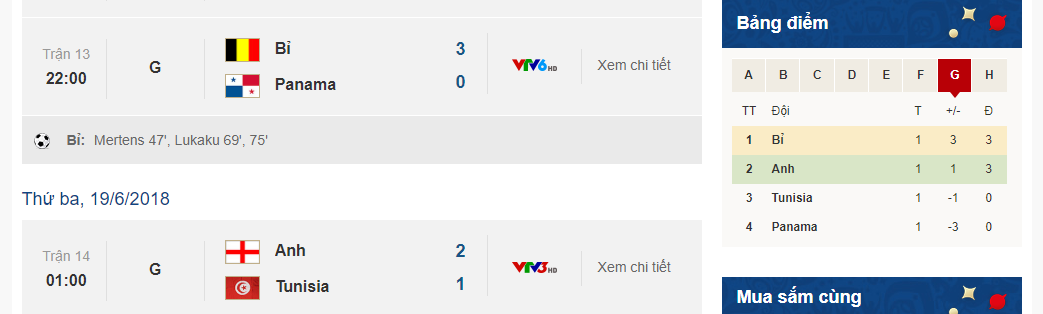 Trận 13
22:00
G
Bỉ 3
Panama 0
VTV6 HD
Xem chi tiết
Bỉ: Mertens 47', Lukaku 69', 75'
Thứ ba, 19/6/2018
Trận 14
01:00
G
Anh 2
Tunisia 1
VTV3 HD
Xem chi tiết
Bảng điểm
A B C D E F G H
TT Đội T +/- Đ
1 Bỉ 1 3 3
2 Anh 1 1 3
3 Tunisia 1 -1 0
4 Panama 1 -3 0
Mua sắm cùng